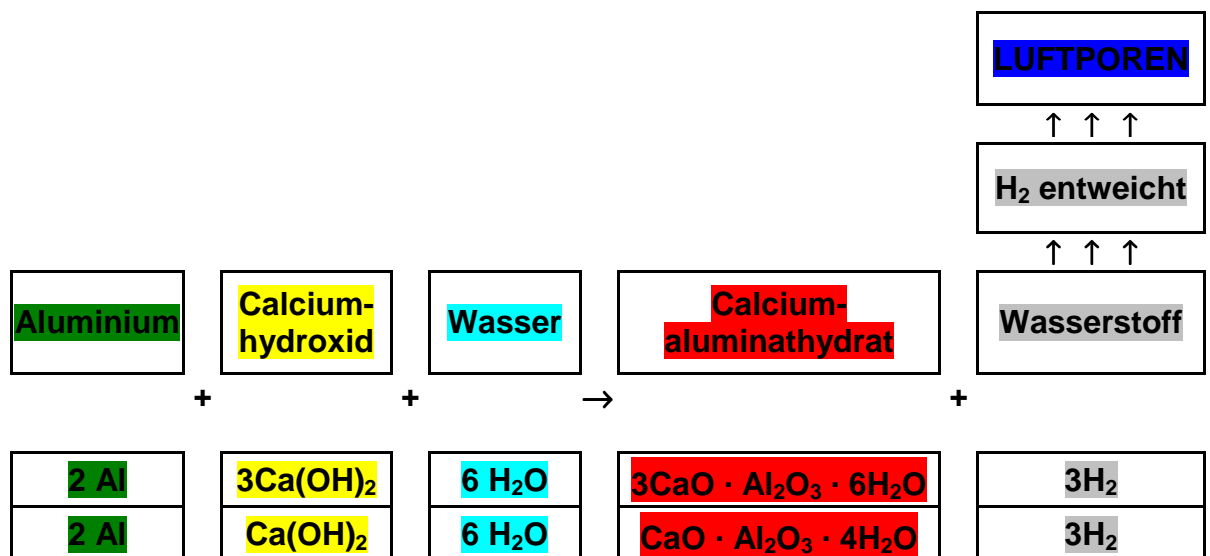 LUFTPOREN
↑ ↑ ↑
H₂ entweicht
↑ ↑ ↑
Aluminium
Calcium-
hydroxid
Wasser
Calcium-
aluminathydrat
Wasserstoff
+ + → +
2 Al 3Ca(OH)₂ 6 H₂O 3CaO · Al₂O₃ · 6H₂O 3H₂
2 Al Ca(OH)₂ 6 H₂O CaO · Al₂O₃ · 4H₂O 3H₂